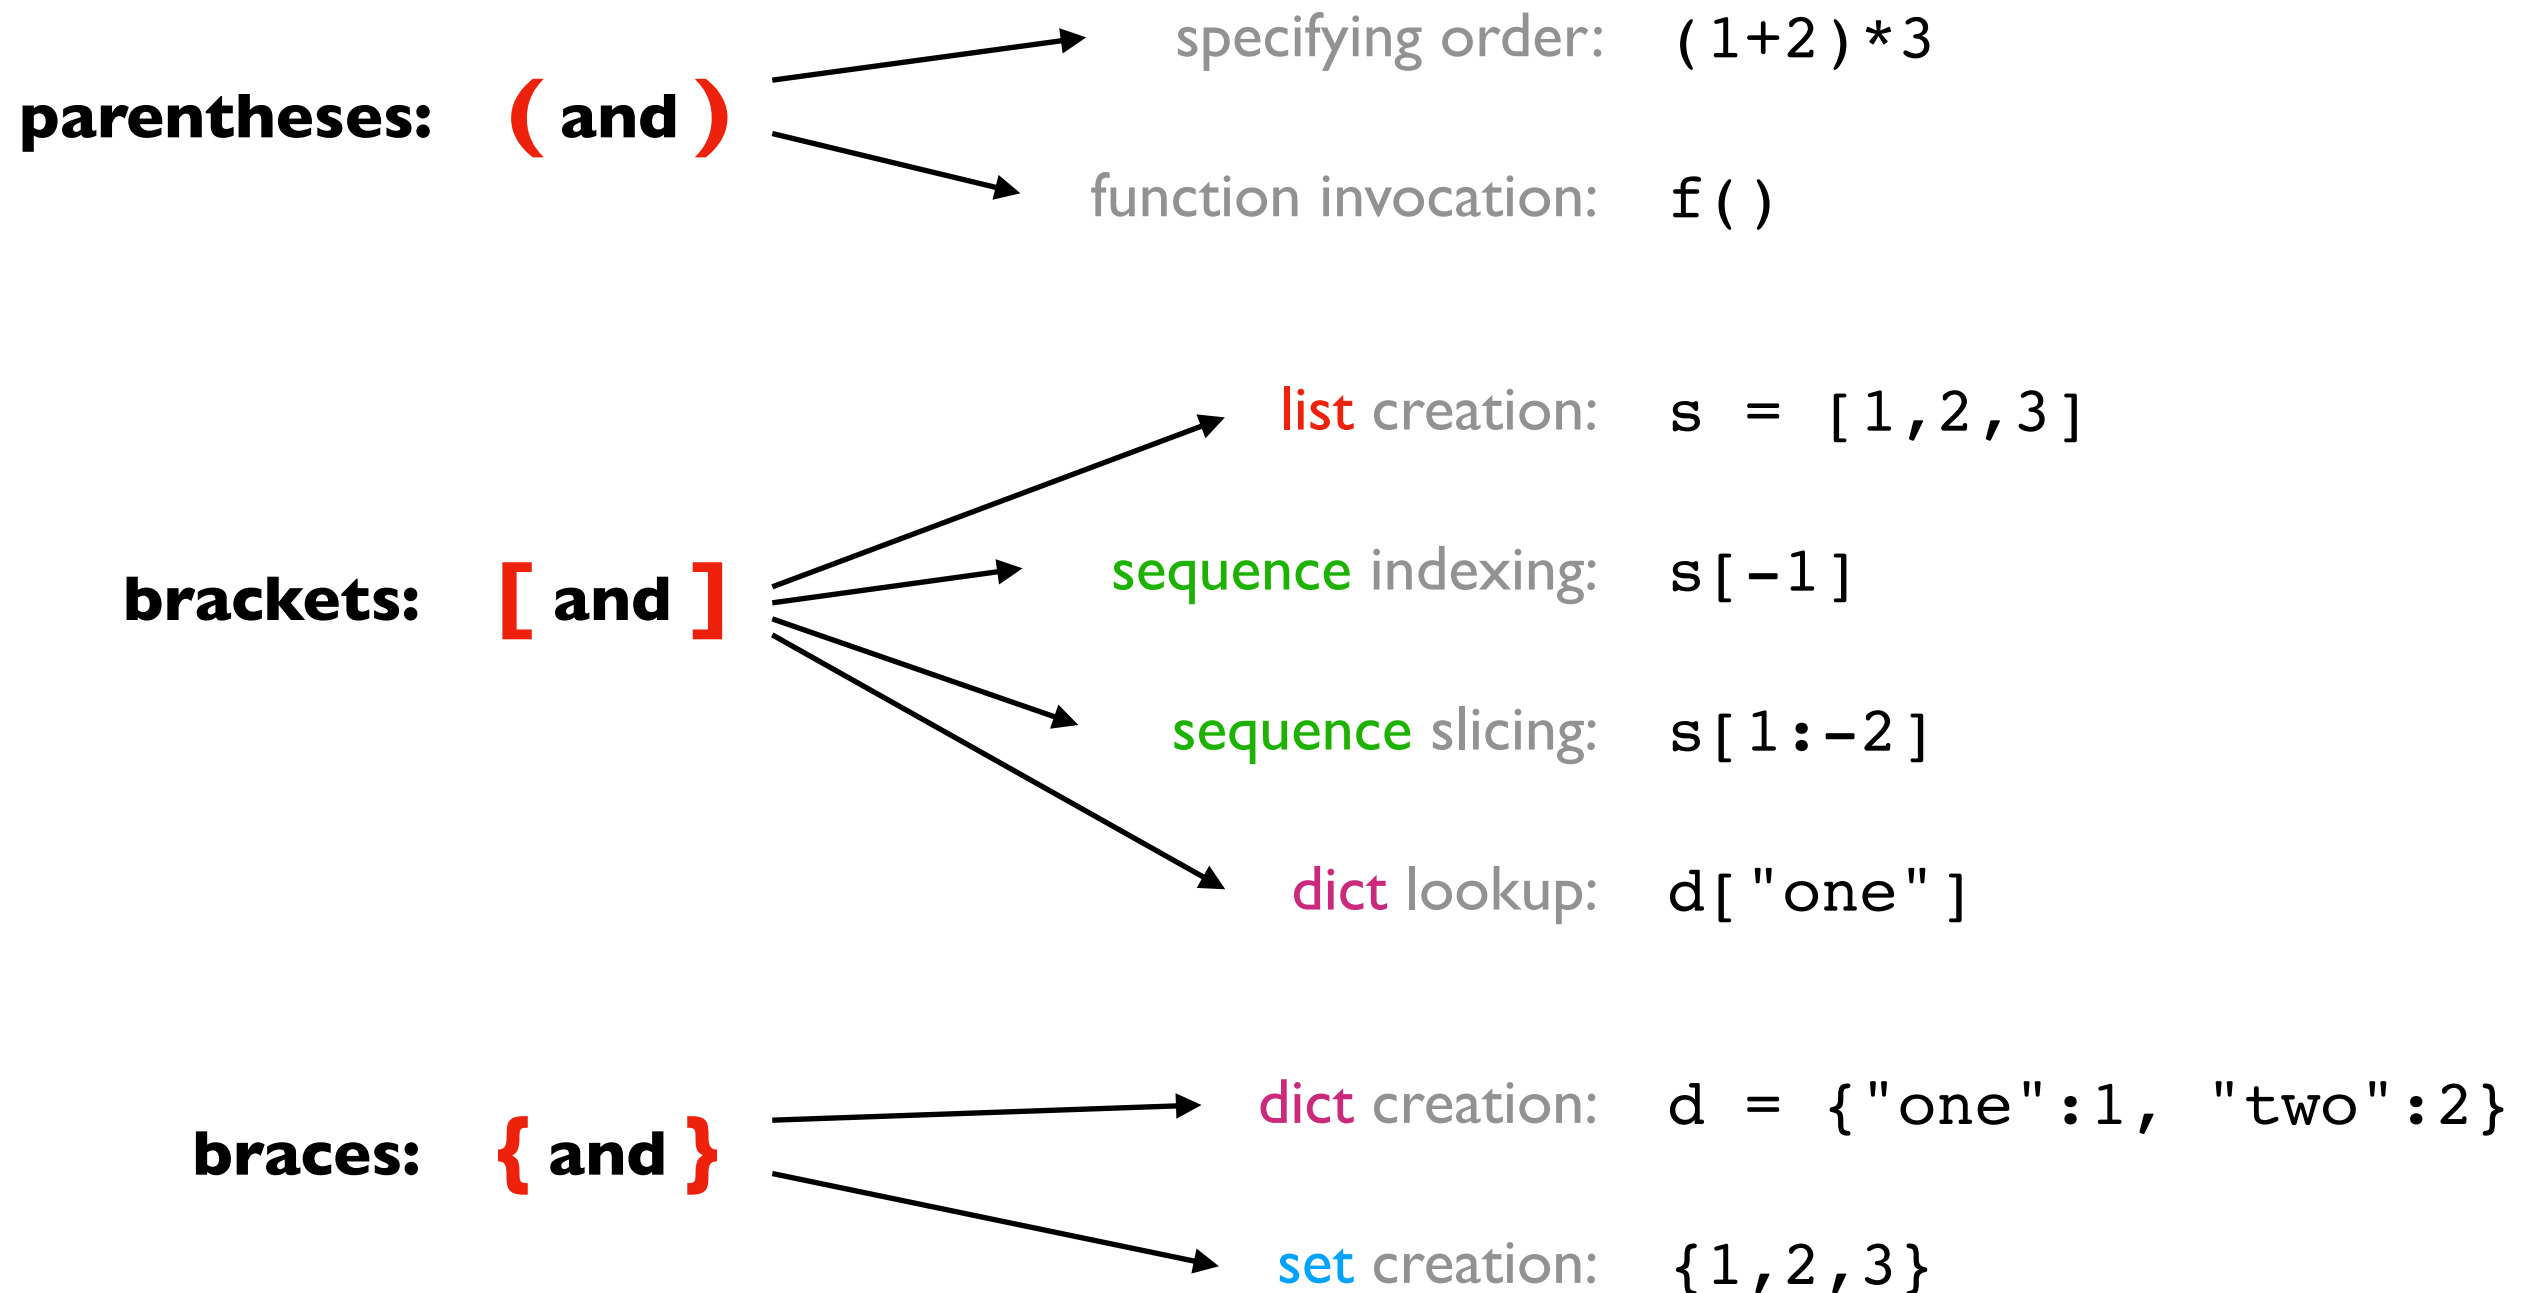 specifying order: (1+2)*3
parentheses: ( and )
function invocation: f()
list creation: s = [1,2,3]
sequence indexing: s[-1]
brackets: [ and ]
sequence slicing: s[1:-2]
dict lookup: d["one"]
dict creation: d = {"one":1, "two":2}
braces: { and }
set creation: {1,2,3}